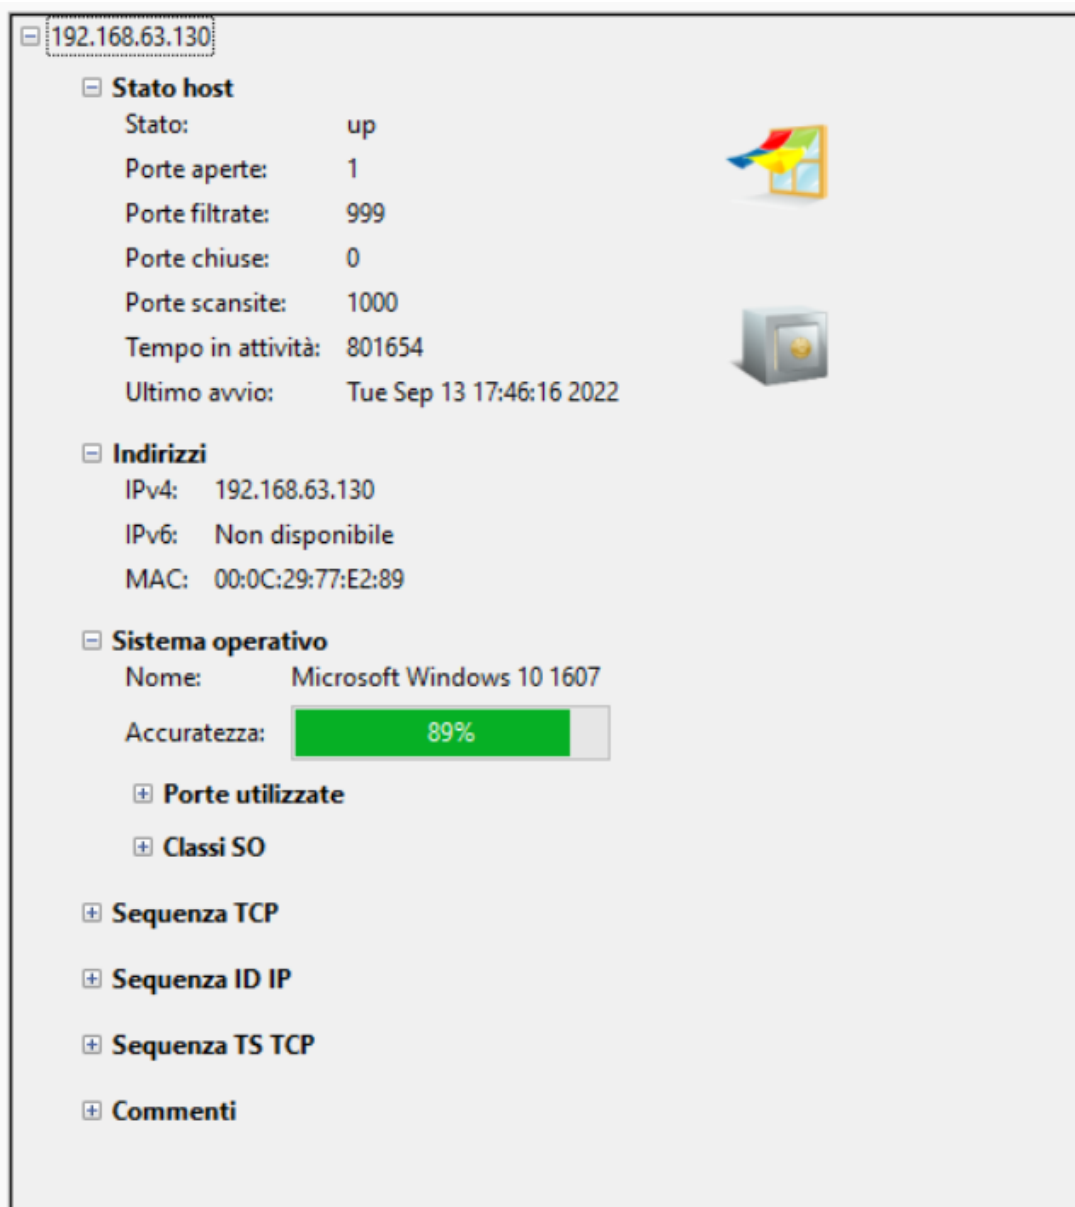 192.168.63.130
Stato host
Stato: up
Porte aperte: 1
Porte filtrate: 999
Porte chiuse: 0
Porte scansite: 1000
Tempo in attività: 801654
Ultimo avvio: Tue Sep 13 17:46:16 2022
Indirizzi
IPv4: 192.168.63.130
IPv6: Non disponibile
MAC: 00:0C:29:77:E2:89
Sistema operativo
Nome: Microsoft Windows 10 1607
Accuratezza: 89%
Porte utilizzate
Classi SO
Sequenza TCP
Sequenza ID IP
Sequenza TS TCP
Commenti